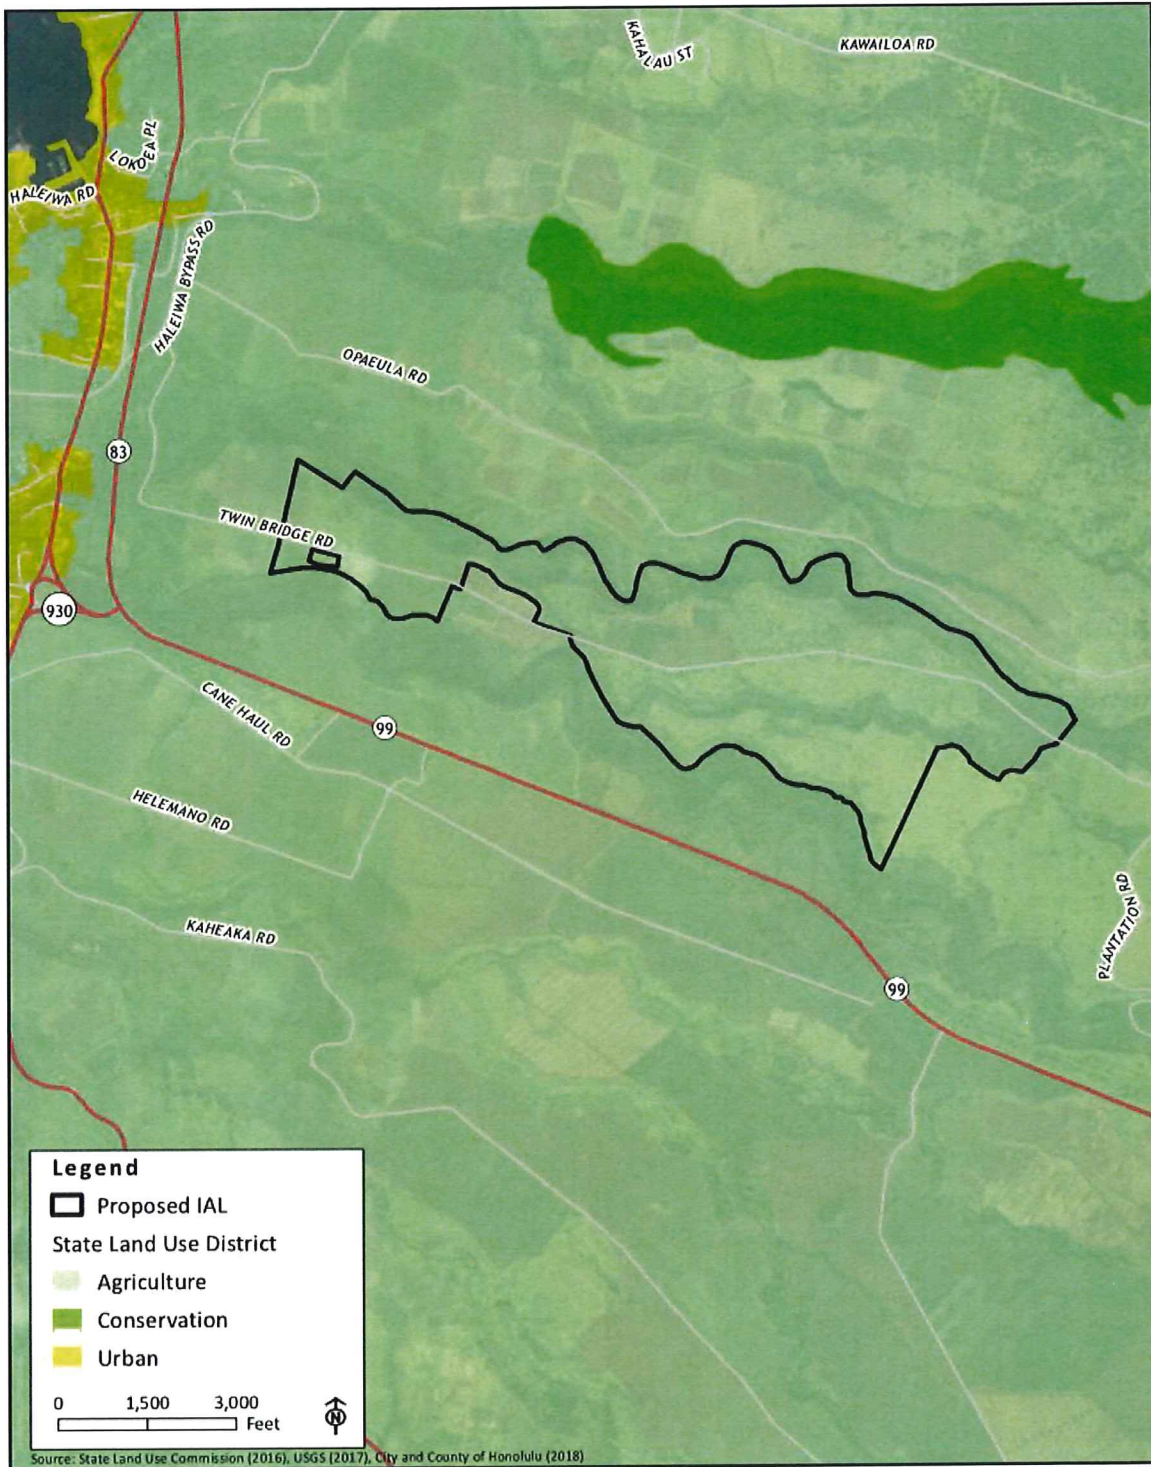 KAHALAU ST
KAWAILOA RD
LOKOEA PL
HALEIWA RD
HALEIWA BYPASS RD
OPAEULA RD
83
TWIN BRIDGE RD
930
CANE HAUL RD
99
HELEMANO RD
PLANTATION RD
KAHEAKA RD
99
Legend
Proposed IAL
State Land Use District
Agriculture
Conservation
Urban
0 1,500 3,000
Feet
N
Source: State Land Use Commission (2016), USGS (2017), City and County of Honolulu (2018)